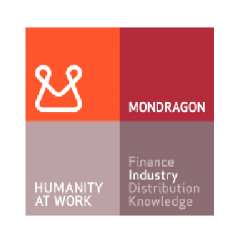 MONDRAGON
HUMANITY
AT WORK
Finance
Industry
Distribution
Knowledge